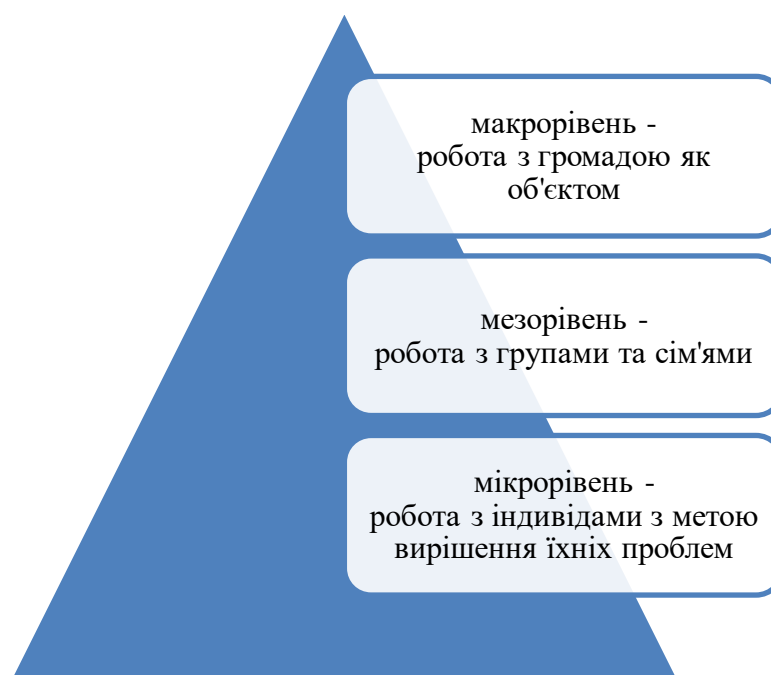 макрорівень -
робота з громадою як
об'єктом
мезорівень -
робота з групами та сім'ями
мікрорівень -
робота з індивідами з метою
вирішення їхніх проблем